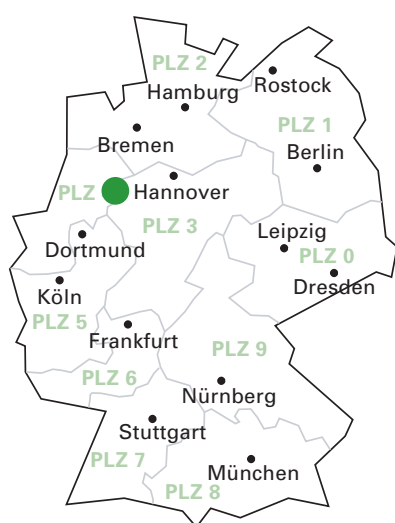 PLZ 2
Hamburg
Rostock
PLZ 1
Bremen
Berlin
PLZ
Hannover
PLZ 3
Leipzig
Dortmund
PLZ 0
Dresden
Köln
PLZ 5
Frankfurt
PLZ 9
PLZ 6
Nürnberg
Stuttgart
PLZ 7
München
PLZ 8